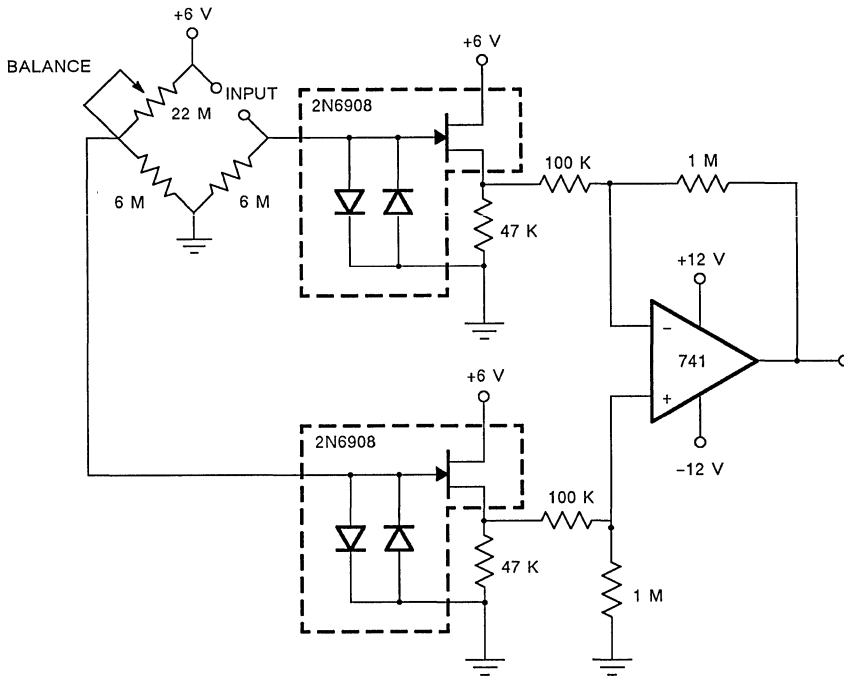 +6 V
BALANCE
22 M
INPUT
6 M
6 M
2N6908
+6 V
100 K
1 M
47 K
+12 V
−
741
+
−12 V
+6 V
2N6908
100 K
47 K
1 M